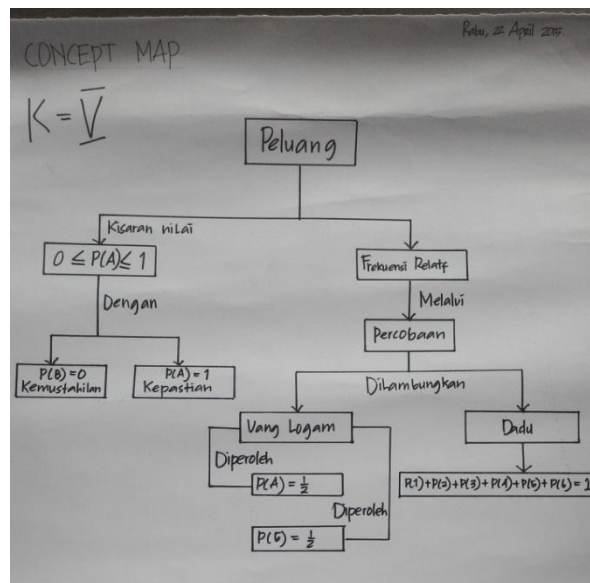 Rabu, 22 April 2015.
CONCEPT MAP
K = V
Peluang
Kisaran nilai
0 ≤ P(A) ≤ 1
Frekuensi Relatf
Dengan
Melalui
Percobaan
P(B)=0
Kemustahilan
P(A)=1
Kepastian
Dilambungkan
Uang Logam
Dadu
Diperoleh
P(A) = 1/2
P(1)+P(2)+P(3)+P(4)+P(5)+P(6) = 1
Diperoleh
P(G) = 1/2